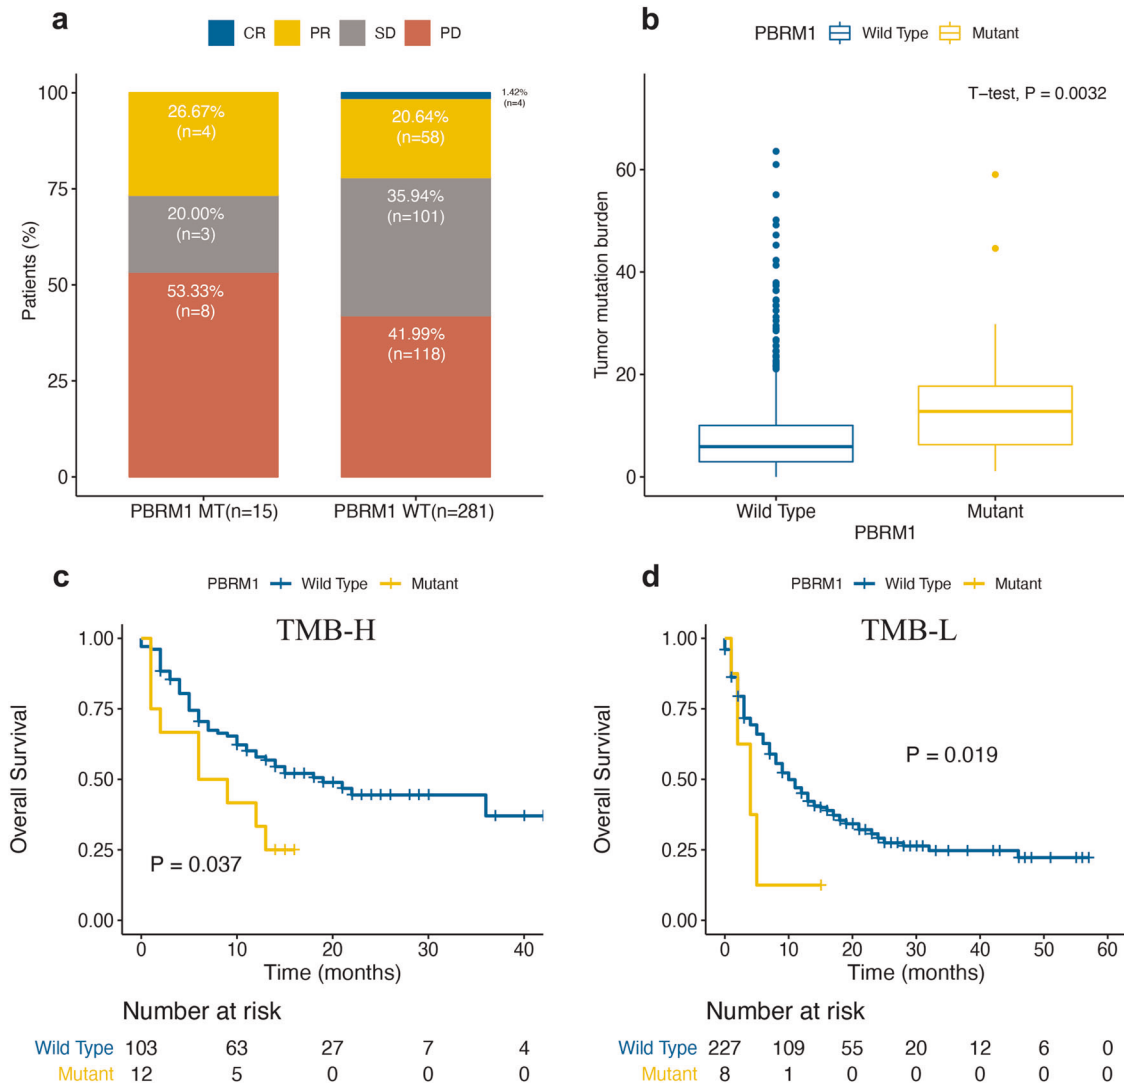 a
CR PR SD PD
100
75
50
25
0
Patients (%)
26.67%
(n=4)
20.00%
(n=3)
53.33%
(n=8)
1.42%
(n=4)
20.64%
(n=58)
35.94%
(n=101)
41.99%
(n=118)
PBRM1 MT(n=15) PBRM1 WT(n=281)
b
PBRM1 Wild Type Mutant
T-test, P = 0.0032
Tumor mutation burden
60
40
20
0
Wild Type Mutant
PBRM1
c
PBRM1 Wild Type Mutant
TMB-H
Overall Survival
1.00
0.75
0.50
0.25
0.00
P = 0.037
0 10 20 30 40
Time (months)
Number at risk
Wild Type 103 63 27 7 4
Mutant 12 5 0 0 0
d
PBRM1 Wild Type Mutant
TMB-L
Overall Survival
1.00
0.75
0.50
0.25
0.00
P = 0.019
0 10 20 30 40 50 60
Time (months)
Number at risk
Wild Type 227 109 55 20 12 6 0
Mutant 8 1 0 0 0 0 0